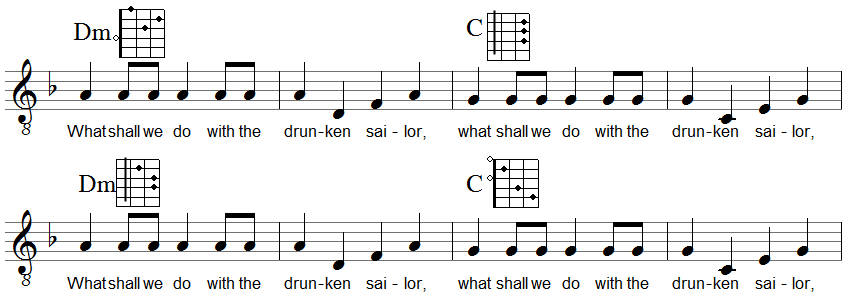 Dm C
8
What shall we do with the drun-ken sai - lor, what shall we do with the drun-ken sai - lor,
Dm C
8
What shall we do with the drun-ken sai - lor, what shall we do with the drun-ken sai - lor,